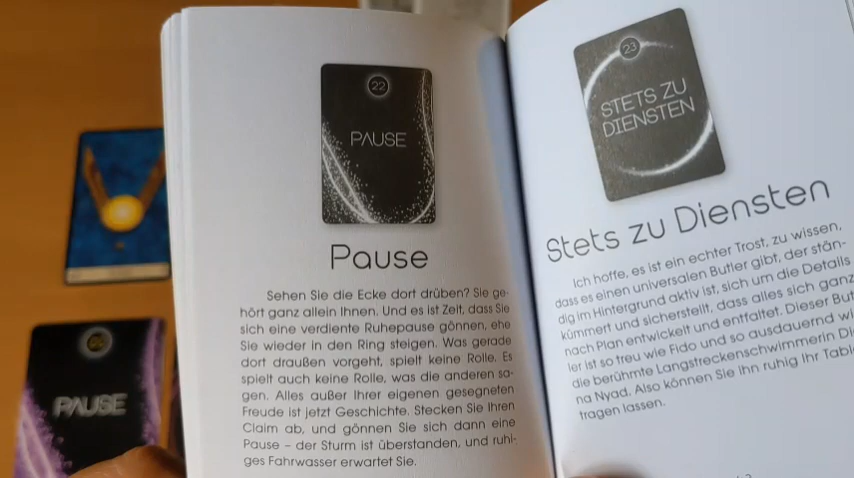 22
PAUSE
Pause
Sehen Sie die Ecke dort drüben? Sie ge-
hört ganz allein Ihnen. Und es ist Zeit, dass Sie
sich eine verdiente Ruhepause gönnen, ehe
Sie wieder in den Ring steigen. Was gerade
dort draußen vorgeht, spielt keine Rolle. Es
spielt auch keine Rolle, was die anderen sa-
gen. Alles außer Ihrer eigenen gesegneten
Freude ist jetzt Geschichte. Stecken Sie Ihren
Claim ab, und gönnen Sie sich dann eine
Pause – der Sturm ist überstanden, und ruhi-
ges Fahrwasser erwartet Sie.
23
STETS ZU
DIENSTEN
Stets zu Diensten
Ich hoffe, es ist ein echter Trost, zu wissen,
dass es einen universalen Butler gibt, der stän-
dig im Hintergrund aktiv ist, sich um die Details
kümmert und sicherstellt, dass alles sich ganz
nach Plan entwickelt und entfaltet. Dieser But
ler ist so treu wie Fido und so ausdauernd wi
die berühmte Langstreckenschwimmerin Di
na Nyad. Also können Sie ihn ruhig Ihr Table
tragen lassen.
PAUSE